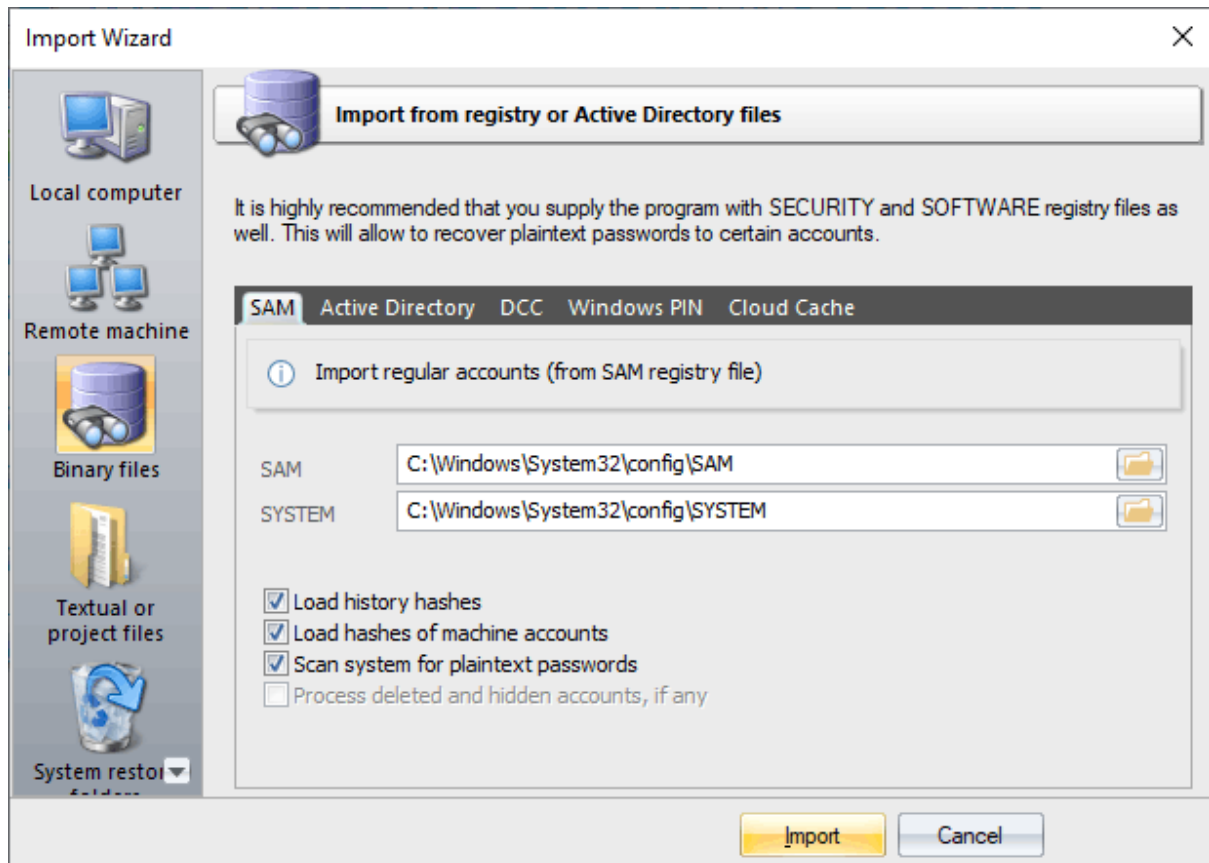 Import Wizard
Local computer
Remote machine
Binary files
Textual or
project files
Import from registry or Active Directory files
It is highly recommended that you supply the program with SECURITY and SOFTWARE registry files as
well. This will allow to recover plaintext passwords to certain accounts.
SAM Active Directory DCC Windows PIN Cloud Cache
Import regular accounts (from SAM registry file)
SAM C:\Windows\System32\config\SAM
SYSTEM C:\Windows\System32\config\SYSTEM
Load history hashes
Load hashes of machine accounts
Scan system for plaintext passwords
Process deleted and hidden accounts, if any
System
Import Cancel